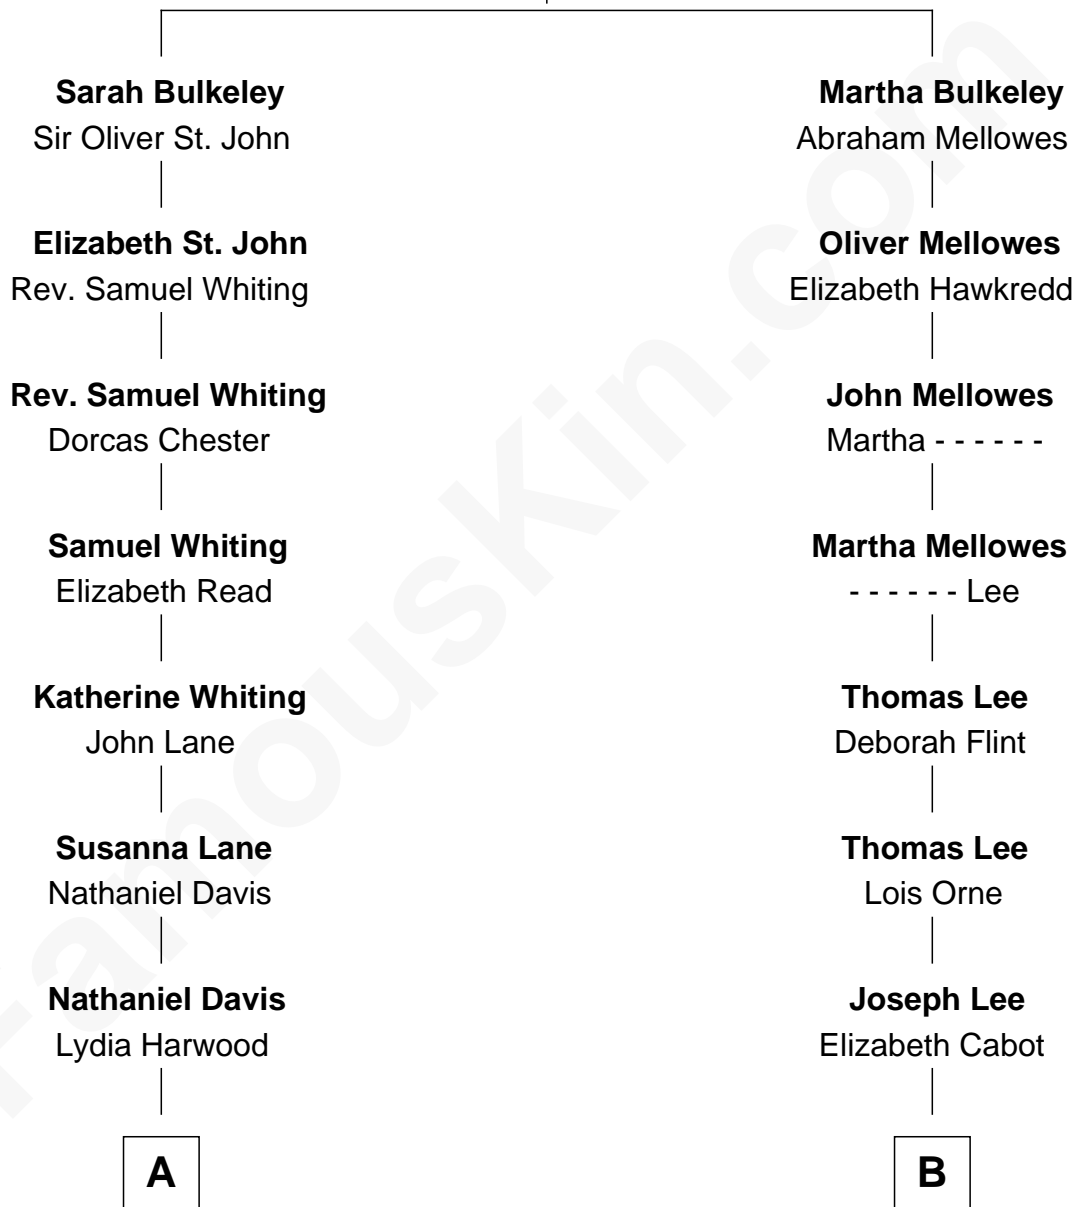 Sarah Bulkeley
Sir Oliver St. John
Elizabeth St. John
Rev. Samuel Whiting
Rev. Samuel Whiting
Dorcas Chester
Samuel Whiting
Elizabeth Read
Katherine Whiting
John Lane
Susanna Lane
Nathaniel Davis
Nathaniel Davis
Lydia Harwood
A
Martha Bulkeley
Abraham Mellowes
Oliver Mellowes
Elizabeth Hawkredd
John Mellowes
Martha - - - - - -
Martha Mellowes
- - - - - - Lee
Thomas Lee
Deborah Flint
Thomas Lee
Lois Orne
Joseph Lee
Elizabeth Cabot
B
FamousKin.com